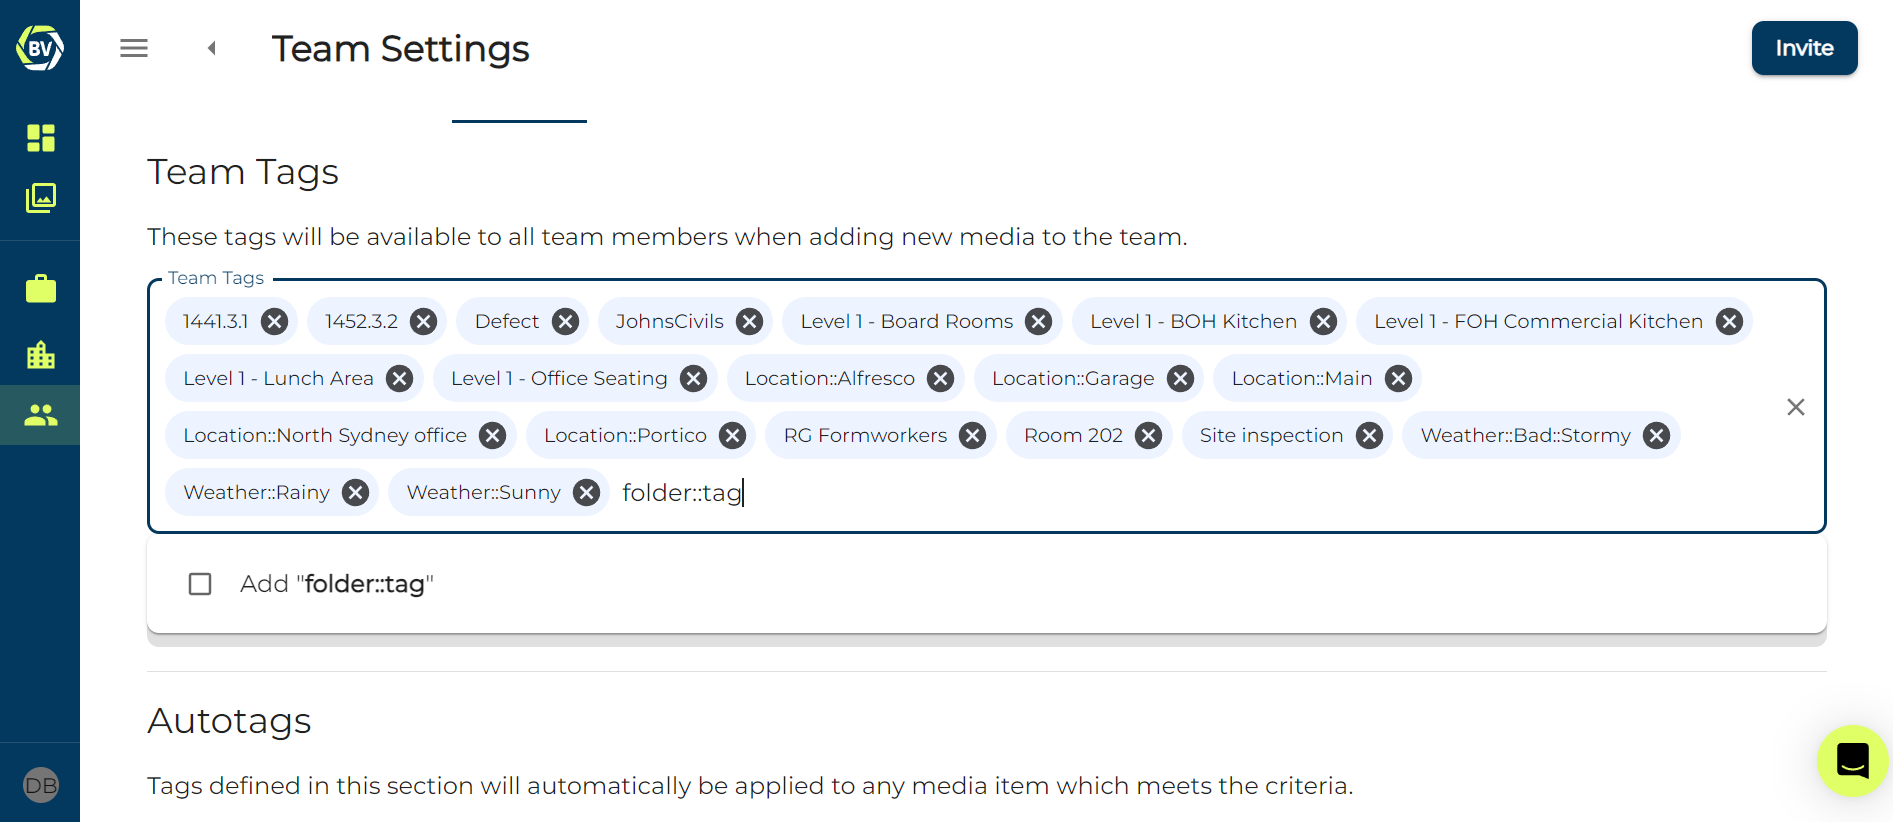 BV
Team Settings
Invite
Team Tags
These tags will be available to all team members when adding new media to the team.
Team Tags
1441.3.1 1452.3.2 Defect JohnsCivils Level 1 - Board Rooms Level 1 - BOH Kitchen Level 1 - FOH Commercial Kitchen
Level 1 - Lunch Area Level 1 - Office Seating Location::Alfresco Location::Garage Location::Main
Location::North Sydney office Location::Portico RG Formworkers Room 202 Site inspection Weather::Bad::Stormy
Weather::Rainy Weather::Sunny folder::tag
Add "folder::tag"
Autotags
Tags defined in this section will automatically be applied to any media item which meets the criteria.
DB